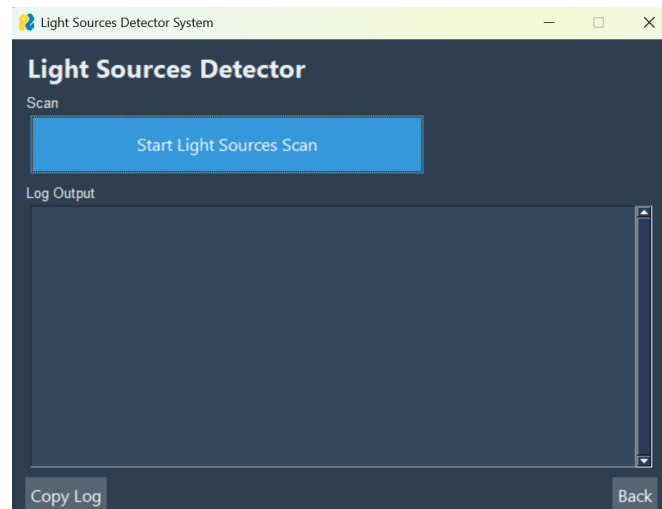 Light Sources Detector System
Light Sources Detector
Scan
Start Light Sources Scan
Log Output
Copy Log
Back